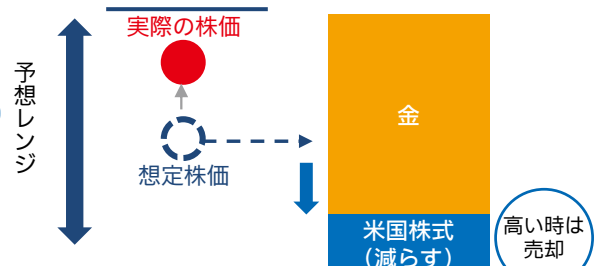 予想レンジ
実際の株価
想定株価
金
米国株式
(減らす)
高い時は
売却